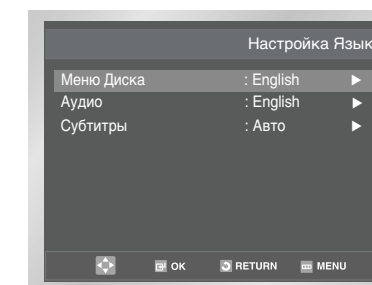 Настройка Язык
Меню Диска : English
Аудио : English
Субтитры : Авто
OK RETURN MENU